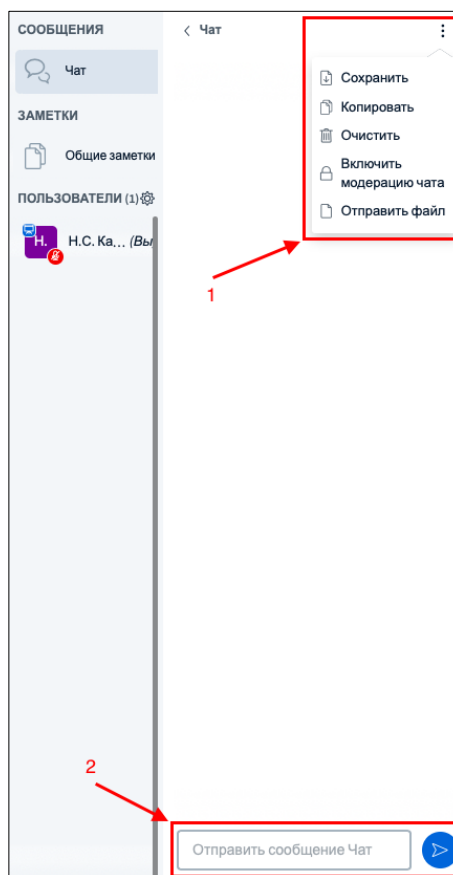 СООБЩЕНИЯ
Чат
ЗАМЕТКИ
Общие заметки
ПОЛЬЗОВАТЕЛИ (1)
Н.
Н.С. Ка... (Вы
< Чат
Сохранить
Копировать
Очистить
Включить
модерацию чата
Отправить файл
1
2
Отправить сообщение Чат